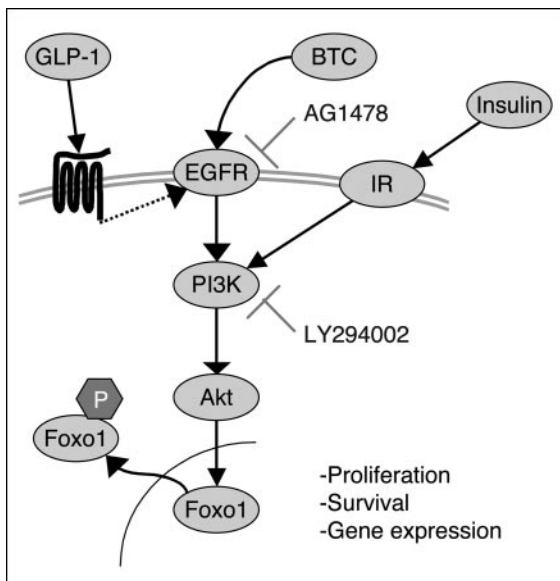 GLP-1
BTC
AG1478
Insulin
EGFR
IR
PI3K
LY294002
Akt
P
Foxo1
Foxo1
-Proliferation
-Survival
-Gene expression